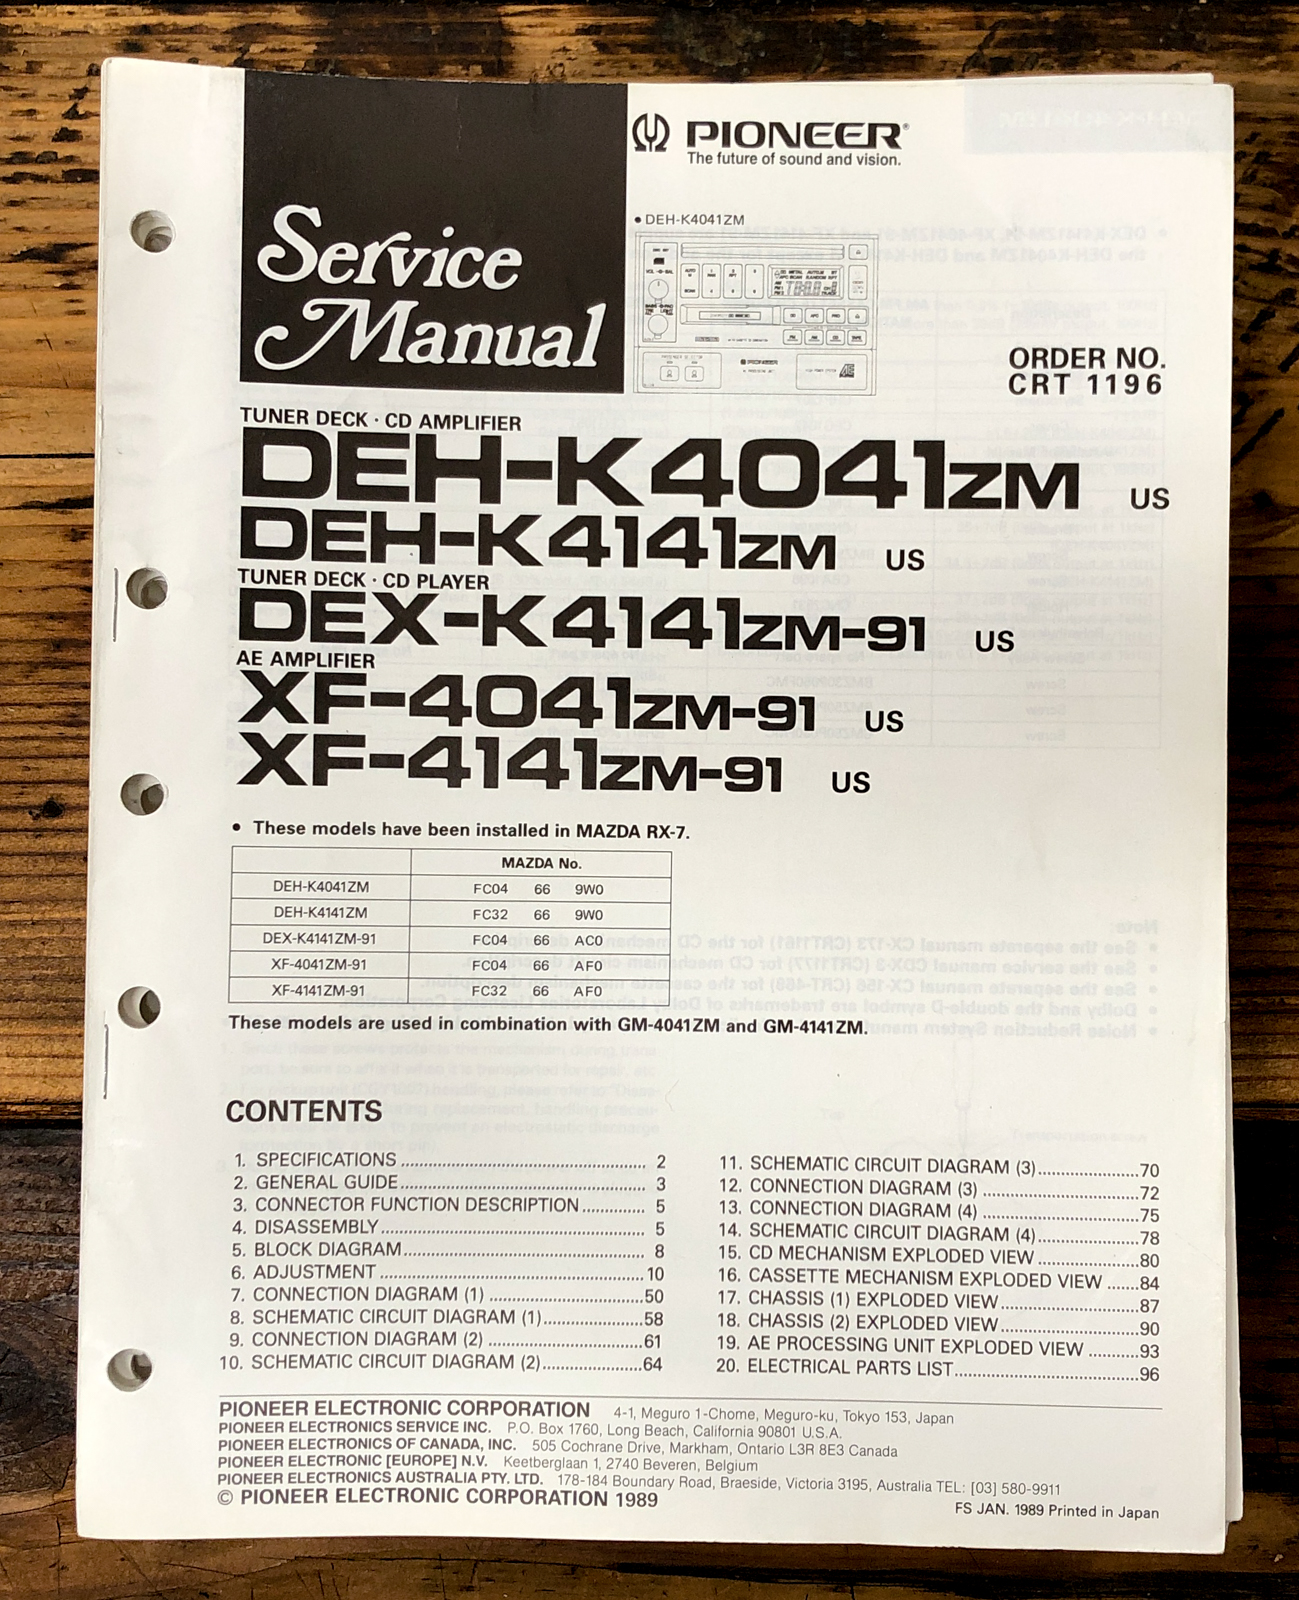 Service
Manual
PIONEER®
The future of sound and vision.
• DEH-K4041ZM
PIONEER
ORDER NO.
CRT 1196
TUNER DECK · CD AMPLIFIER
DEH-K4041ZM US
DEH-K4141ZM US
TUNER DECK · CD PLAYER
DEX-K4141ZM-91 US
AE AMPLIFIER
XF-4041ZM-91 US
XF-4141ZM-91 US
• These models have been installed in MAZDA RX-7.
MAZDA No.
DEH-K4041ZM FC04 66 9W0
DEH-K4141ZM FC32 66 9W0
DEX-K4141ZM-91 FC04 66 AC0
XF-4041ZM-91 FC04 66 AF0
XF-4141ZM-91 FC32 66 AF0
These models are used in combination with GM-4041ZM and GM-4141ZM.
CONTENTS
1. SPECIFICATIONS ........ 2
2. GENERAL GUIDE ........ 3
3. CONNECTOR FUNCTION DESCRIPTION ........ 5
4. DISASSEMBLY ........ 5
5. BLOCK DIAGRAM ........ 8
6. ADJUSTMENT ........ 10
7. CONNECTION DIAGRAM (1) ........ 50
8. SCHEMATIC CIRCUIT DIAGRAM (1) ........ 58
9. CONNECTION DIAGRAM (2) ........ 61
10. SCHEMATIC CIRCUIT DIAGRAM (2) ........ 64
11. SCHEMATIC CIRCUIT DIAGRAM (3) ........ 70
12. CONNECTION DIAGRAM (3) ........ 72
13. CONNECTION DIAGRAM (4) ........ 75
14. SCHEMATIC CIRCUIT DIAGRAM (4) ........ 78
15. CD MECHANISM EXPLODED VIEW ........ 80
16. CASSETTE MECHANISM EXPLODED VIEW ...... 84
17. CHASSIS (1) EXPLODED VIEW ........ 87
18. CHASSIS (2) EXPLODED VIEW ........ 90
19. AE PROCESSING UNIT EXPLODED VIEW ........ 93
20. ELECTRICAL PARTS LIST ........ 96
PIONEER ELECTRONIC CORPORATION 4-1, Meguro 1-Chome, Meguro-ku, Tokyo 153, Japan
PIONEER ELECTRONICS SERVICE INC. P.O. Box 1760, Long Beach, California 90801 U.S.A.
PIONEER ELECTRONICS OF CANADA, INC. 505 Cochrane Drive, Markham, Ontario L3R 8E3 Canada
PIONEER ELECTRONIC [EUROPE] N.V. Keetberglaan 1, 2740 Beveren, Belgium
PIONEER ELECTRONICS AUSTRALIA PTY. LTD. 178-184 Boundary Road, Braeside, Victoria 3195, Australia TEL: [03] 580-9911
© PIONEER ELECTRONIC CORPORATION 1989
FS JAN. 1989 Printed in Japan